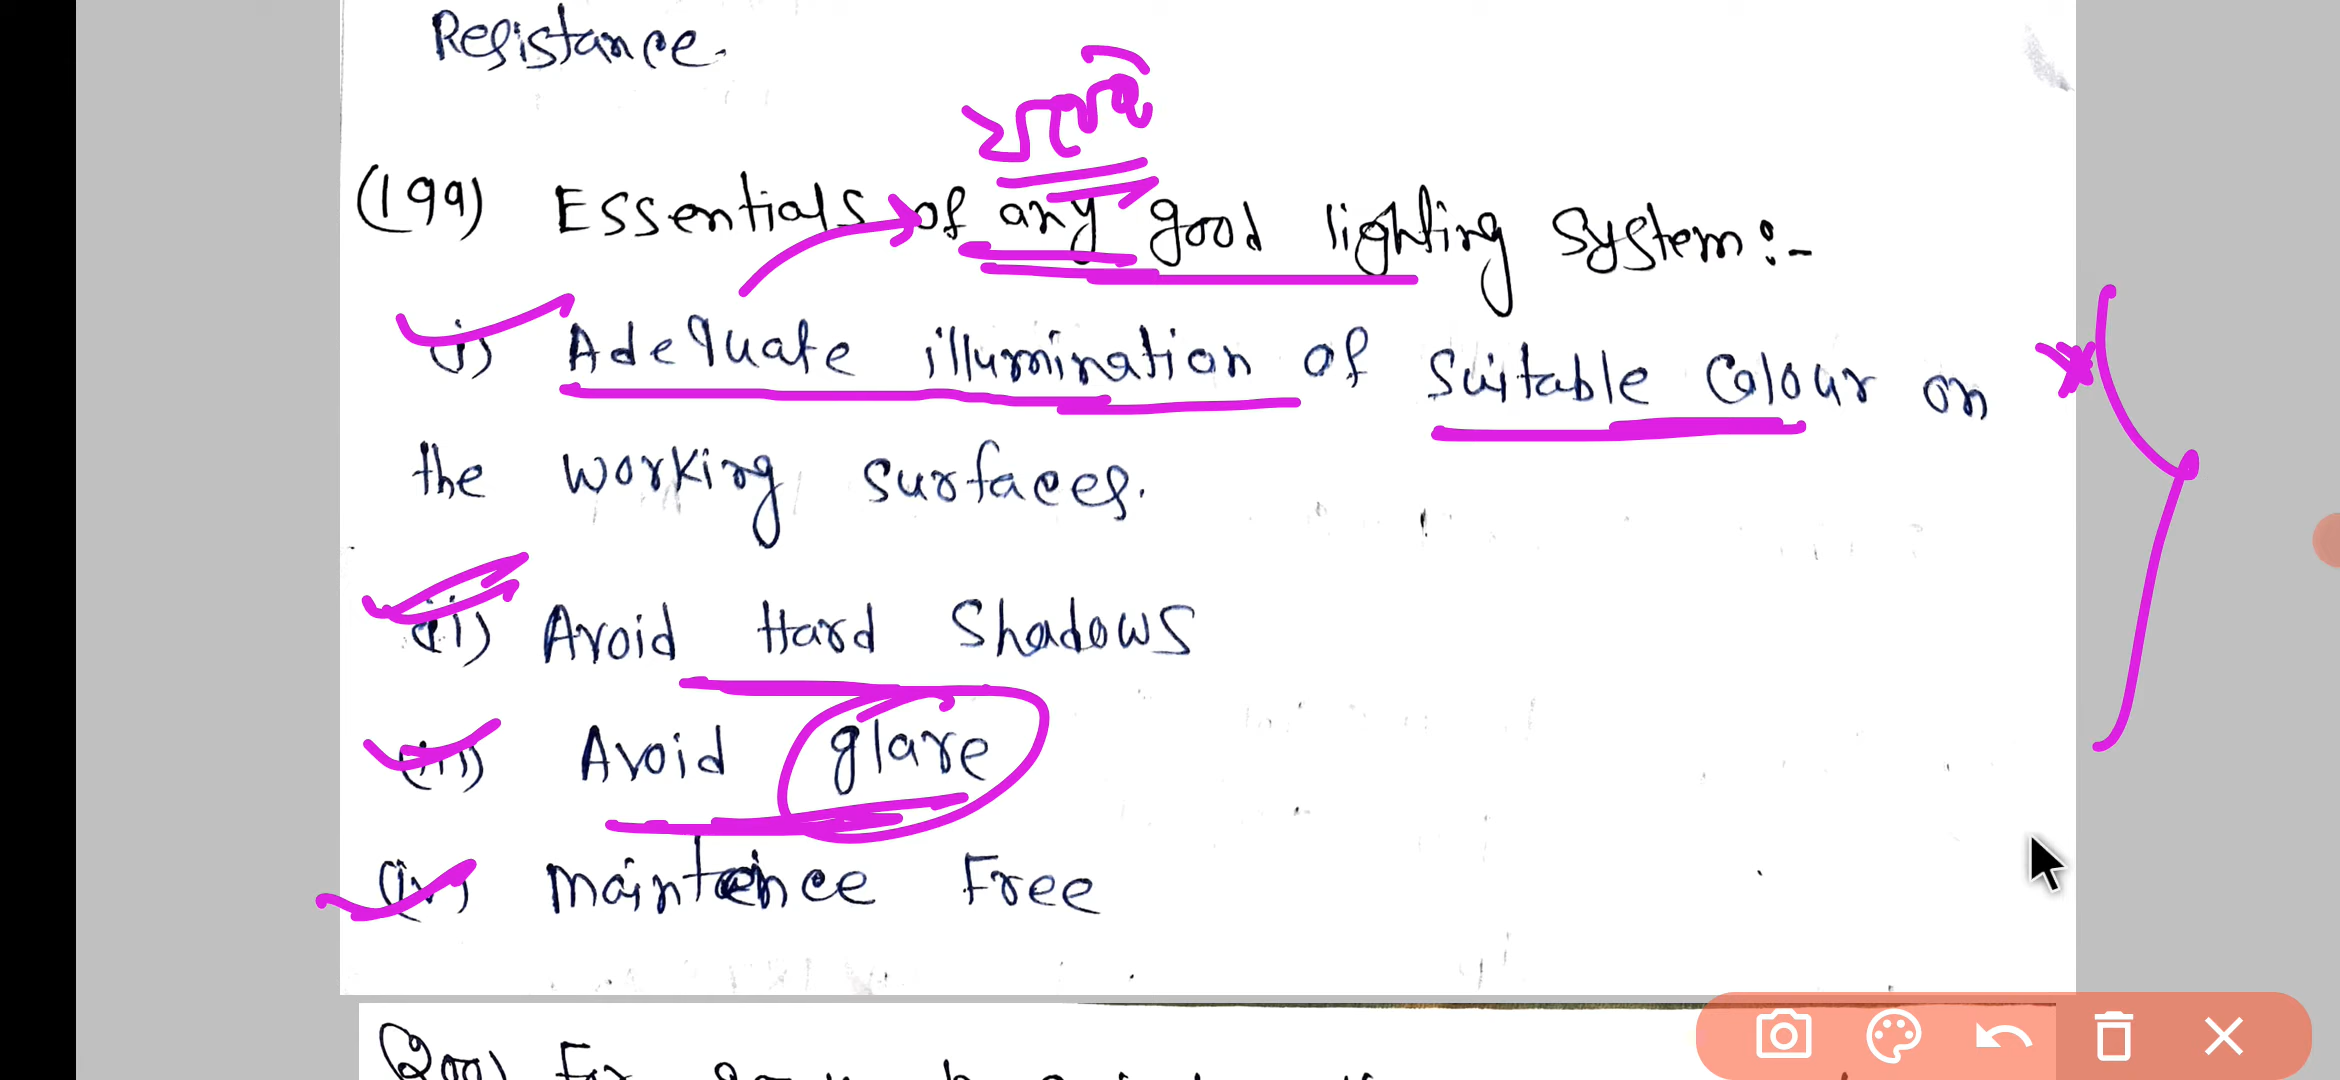 Resistance.
(199) Essentials of any good lighting system:-
(i) Adequate illumination of suitable Colour on
the working surfaces.
(ii) Avoid Hard Shadows
(iii) Avoid glare
(iv) maintence Free